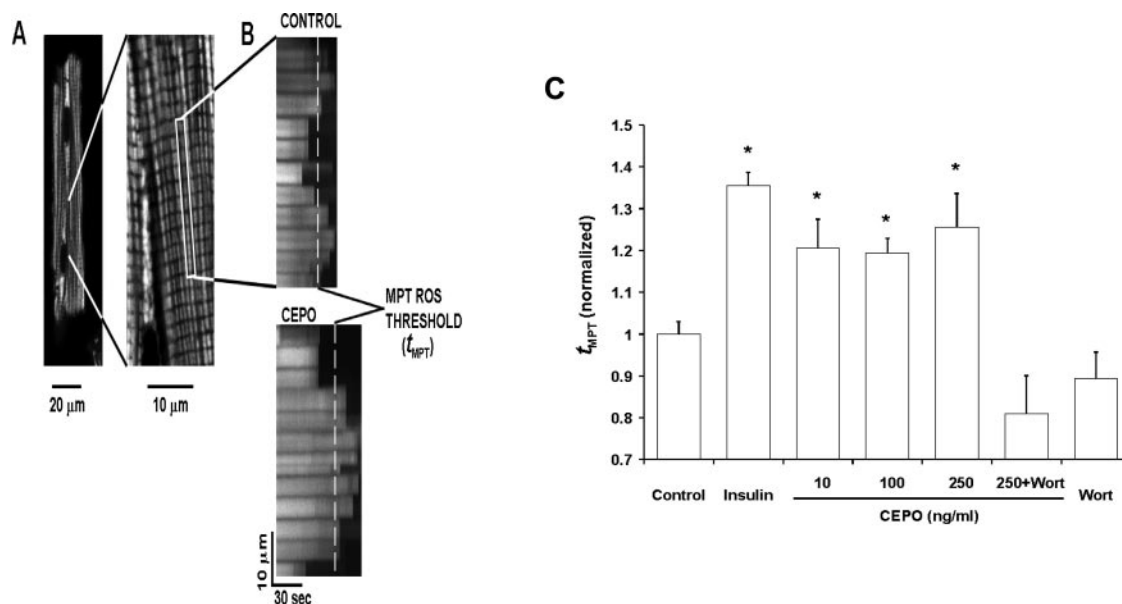 A
B
CONTROL
CEPO
MPT ROS
THRESHOLD
(tMPT)
20 μm
10 μm
10 μm
30 sec
C
tMPT (normalized)
1.5
1.4
1.3
1.2
1.1
1
0.9
0.8
0.7
*
*
*
*
Control
Insulin
10
100
250
250+Wort
Wort
CEPO (ng/ml)